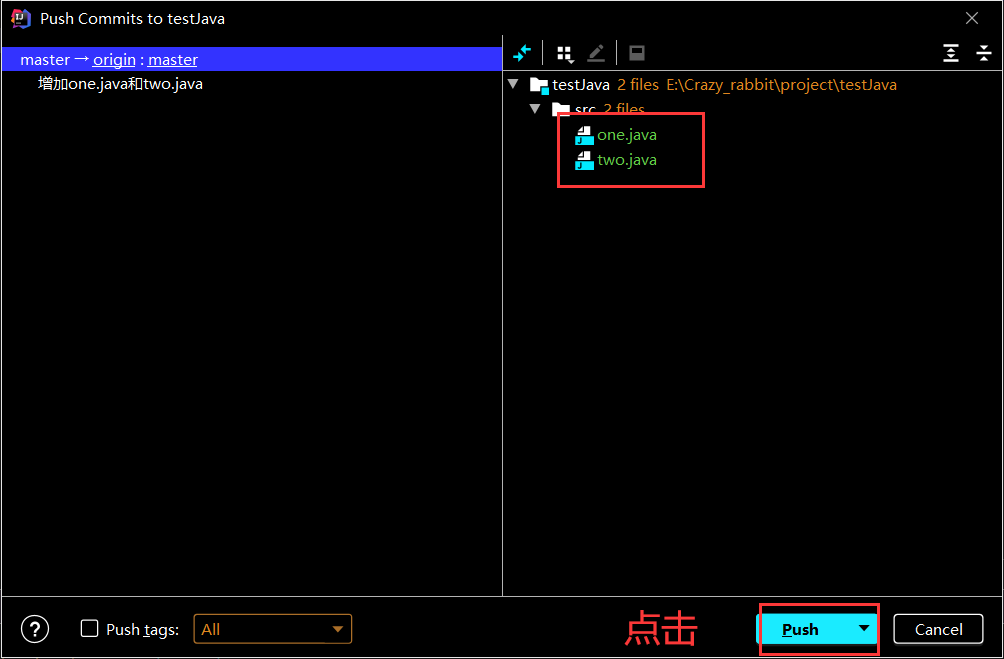 Push Commits to testJava
master → origin : master
增加one.java和two.java
testJava 2 files E:\Crazy_rabbit\project\testJava
src 2 files
one.java
two.java
? Push tags: All 点击 Push Cancel